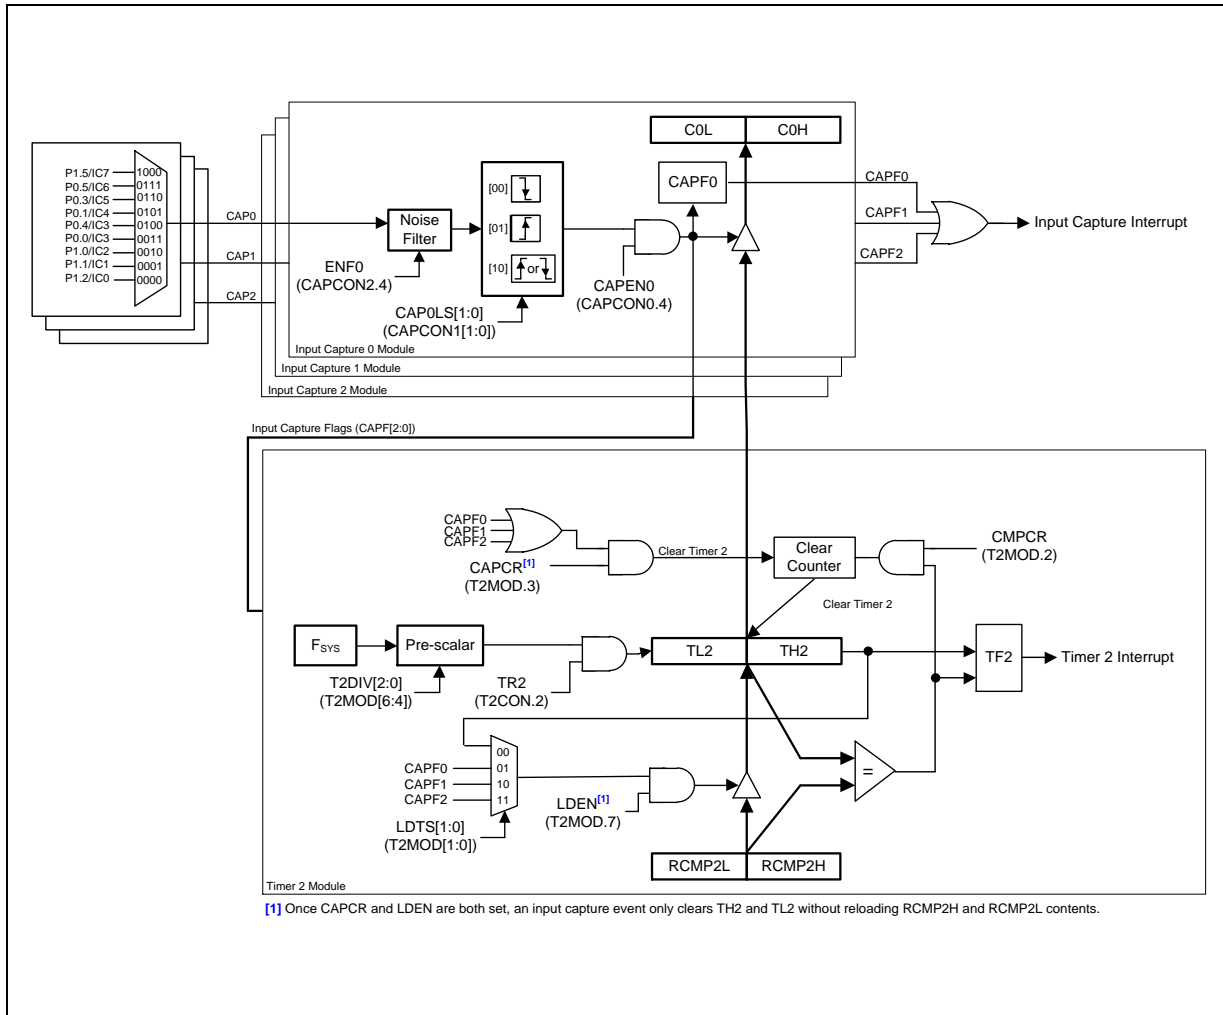 C0L
C0H
P1.5/IC7
P0.5/IC6
P0.3/IC5
P0.1/IC4
P0.4/IC3
P0.0/IC3
P1.0/IC2
P1.1/IC1
P1.2/IC0
1000
0111
0110
0101
0100
0011
0010
0001
0000
CAP0
CAP1
CAP2
Noise
Filter
ENF0
(CAPCON2.4)
[00]
[01]
[10]
or
CAP0LS[1:0]
(CAPCON1[1:0])
CAPEN0
(CAPCON0.4)
CAPF0
CAPF0
CAPF1
CAPF2
Input Capture Interrupt
Input Capture 0 Module
Input Capture 1 Module
Input Capture 2 Module
Input Capture Flags (CAPF[2:0])
CAPF0
CAPF1
CAPF2
CAPCR[1]
(T2MOD.3)
Clear Timer 2
Clear
Counter
CMPCR
(T2MOD.2)
Clear Timer 2
FSYS
Pre-scalar
T2DIV[2:0]
(T2MOD[6:4])
TR2
(T2CON.2)
TL2
TH2
TF2
Timer 2 Interrupt
00
01
10
11
CAPF0
CAPF1
CAPF2
LDTS[1:0]
(T2MOD[1:0])
LDEN[1]
(T2MOD.7)
=
RCMP2L
RCMP2H
Timer 2 Module
[1] Once CAPCR and LDEN are both set, an input capture event only clears TH2 and TL2 without reloading RCMP2H and RCMP2L contents.